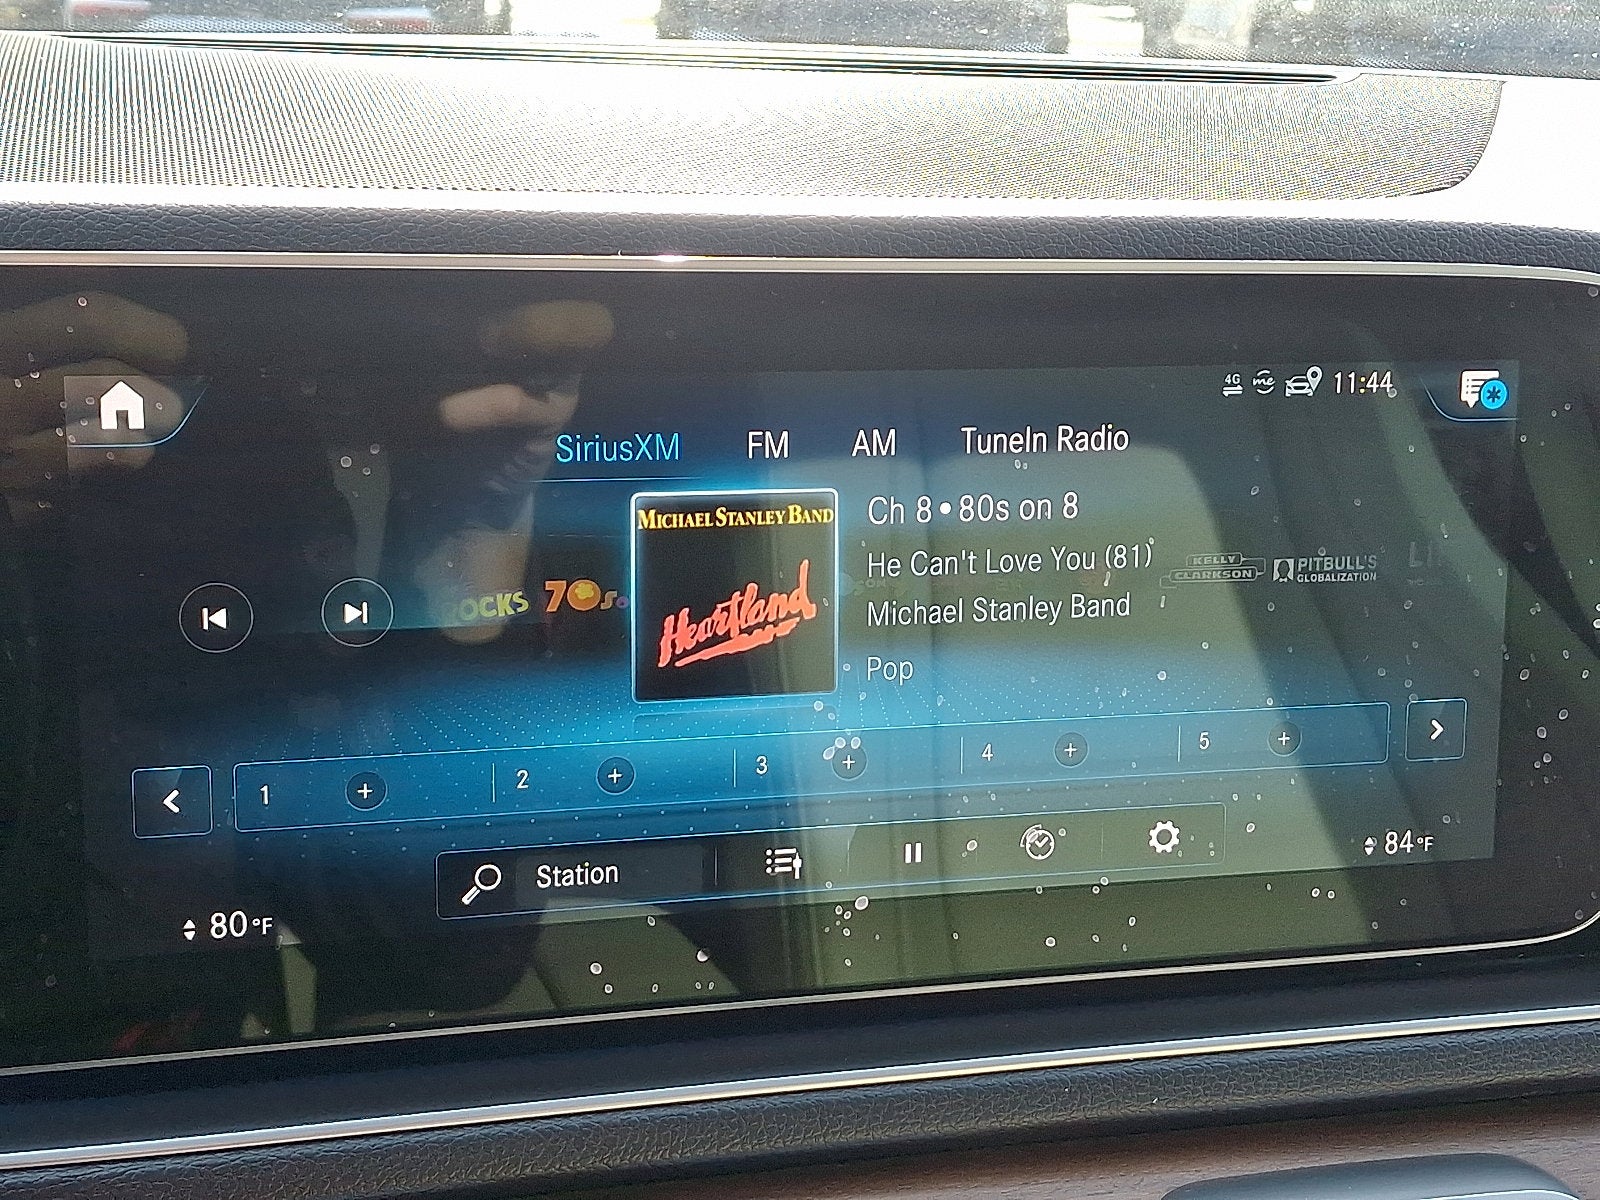 4G me 11:44
SiriusXM FM AM TuneIn Radio
MICHAEL STANLEY BAND
Heartland
Ch 8 • 80s on 8
He Can't Love You (81)
Michael Stanley Band
Pop
70s
KELLY
CLARKSON
PITBULL'S
GLOBALIZATION
1 + 2 + 3 + 4 + 5 +
Station
80°F
84°F